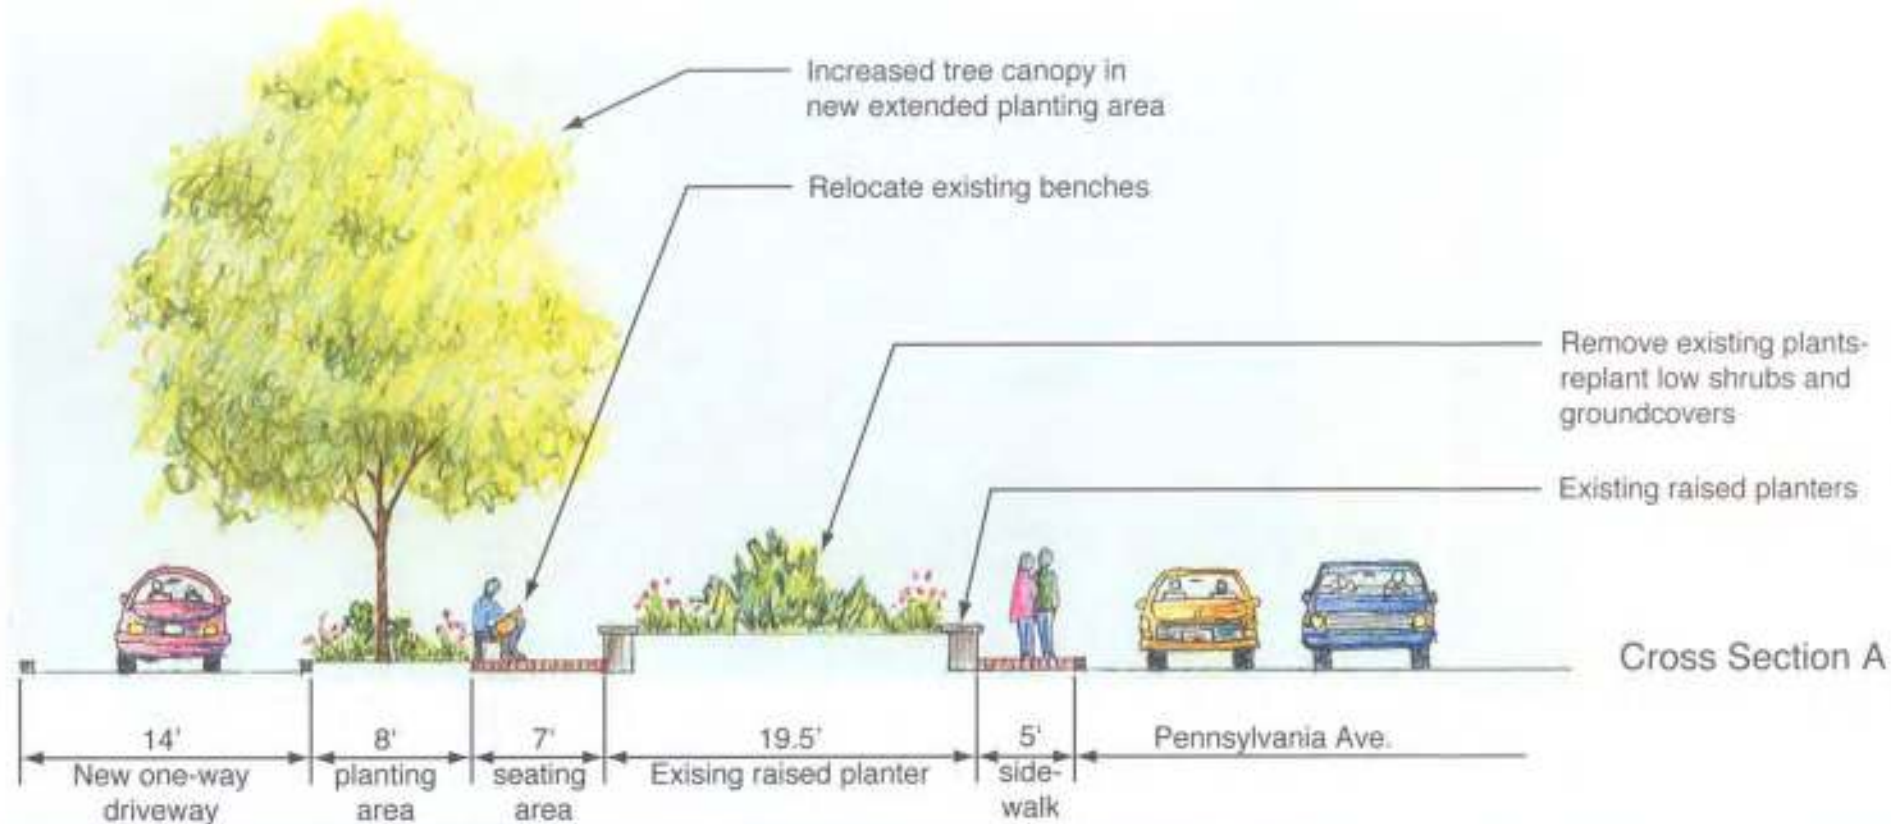 Increased tree canopy in
new extended planting area
Relocate existing benches
Remove existing plants-
replant low shrubs and
groundcovers
Existing raised planters
Cross Section A
14'
New one-way
driveway
8'
planting
area
7'
seating
area
19.5'
Exising raised planter
5'
side-
walk
Pennsylvania Ave.